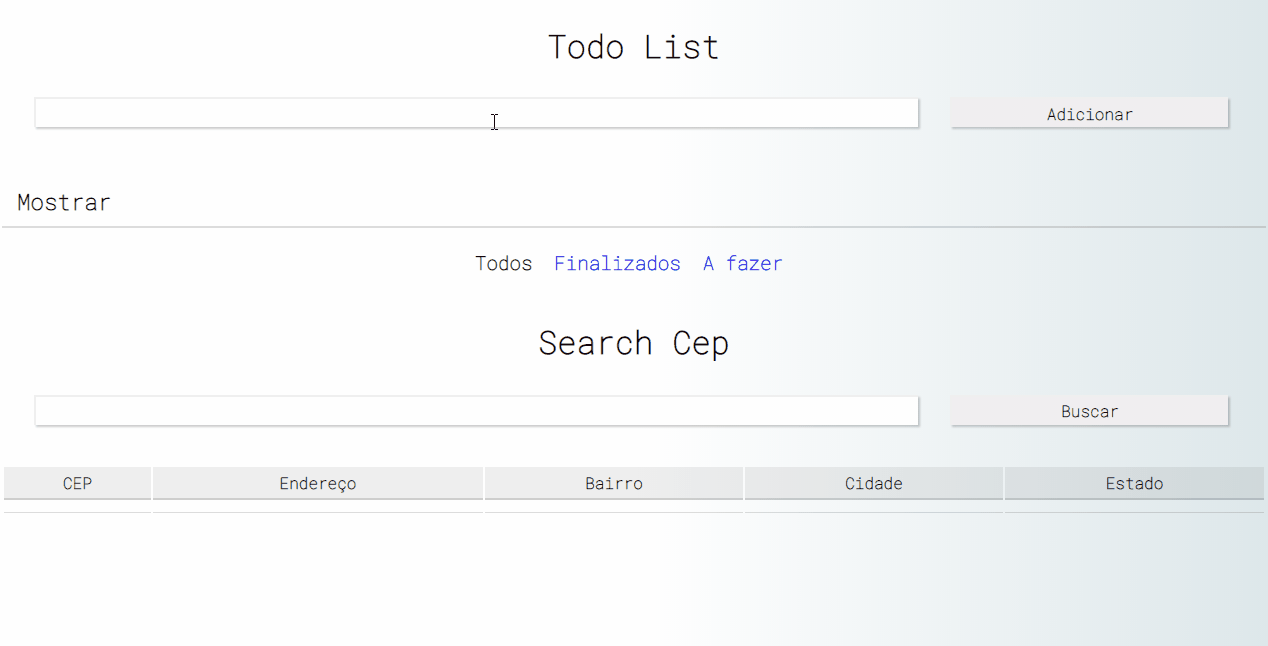 Todo List
Adicionar
Mostrar
Todos Finalizados A fazer
Search Cep
Buscar
CEP Endereço Bairro Cidade Estado